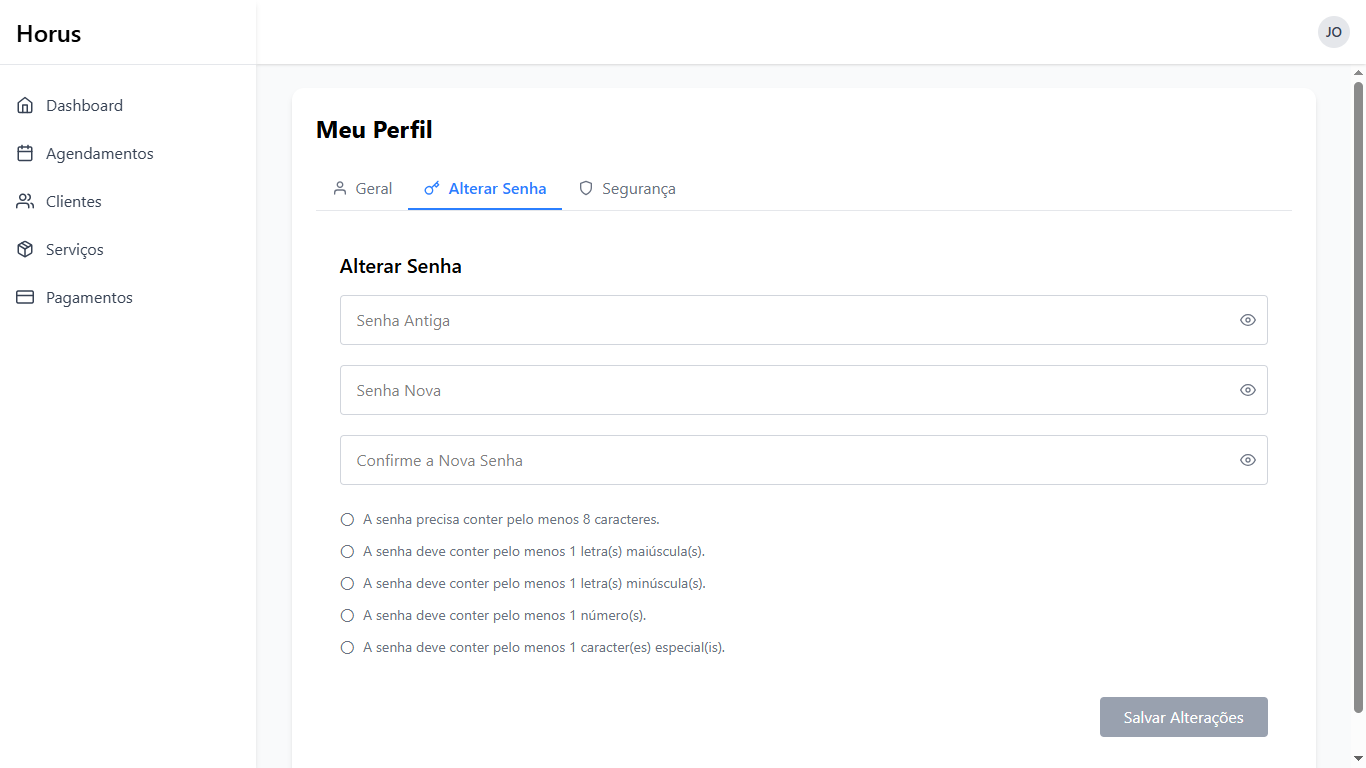 Horus
JO
Dashboard
Agendamentos
Clientes
Serviços
Pagamentos
Meu Perfil
Geral
Alterar Senha
Segurança
Alterar Senha
Senha Antiga
Senha Nova
Confirme a Nova Senha
A senha precisa conter pelo menos 8 caracteres.
A senha deve conter pelo menos 1 letra(s) maiúscula(s).
A senha deve conter pelo menos 1 letra(s) minúscula(s).
A senha deve conter pelo menos 1 número(s).
A senha deve conter pelo menos 1 caracter(es) especial(is).
Salvar Alterações